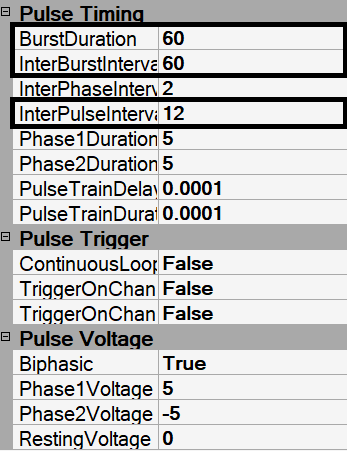 Pulse Timing
BurstDuration 60
InterBurstInterva 60
InterPhaseInterv 2
InterPulseInterva 12
Phase1Duration 5
Phase2Duration 5
PulseTrainDelay 0.0001
PulseTrainDurat 0.0001
Pulse Trigger
ContinuousLoop False
TriggerOnChan False
TriggerOnChan False
Pulse Voltage
Biphasic True
Phase1Voltage 5
Phase2Voltage -5
RestingVoltage 0